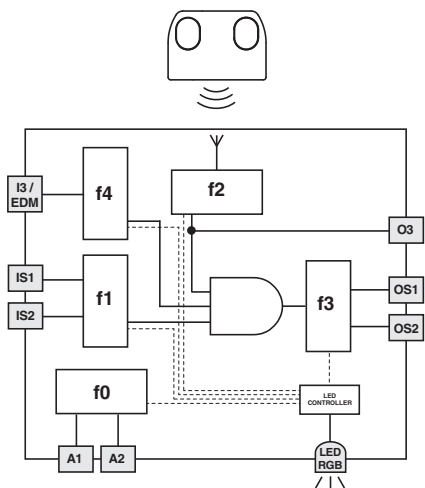 f4
f2
I3 /
EDM
O3
IS1
f1
OS1
f3
IS2
OS2
f0
LED
CONTROLLER
A1
A2
LED
RGB